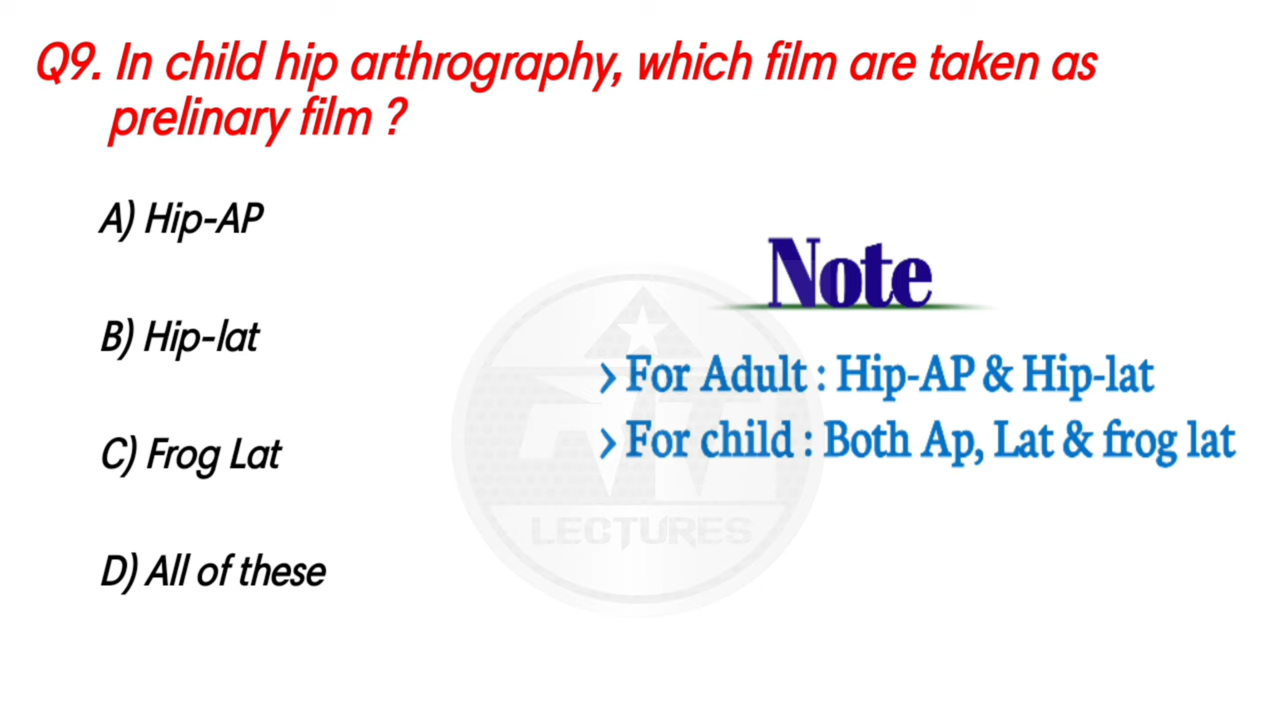 Q9. In child hip arthrography, which film are taken as
prelinary film ?
A) Hip-AP
B) Hip-lat
C) Frog Lat
D) All of these
Note
› For Adult : Hip-AP & Hip-lat
› For child : Both Ap, Lat & frog lat
LECTURES